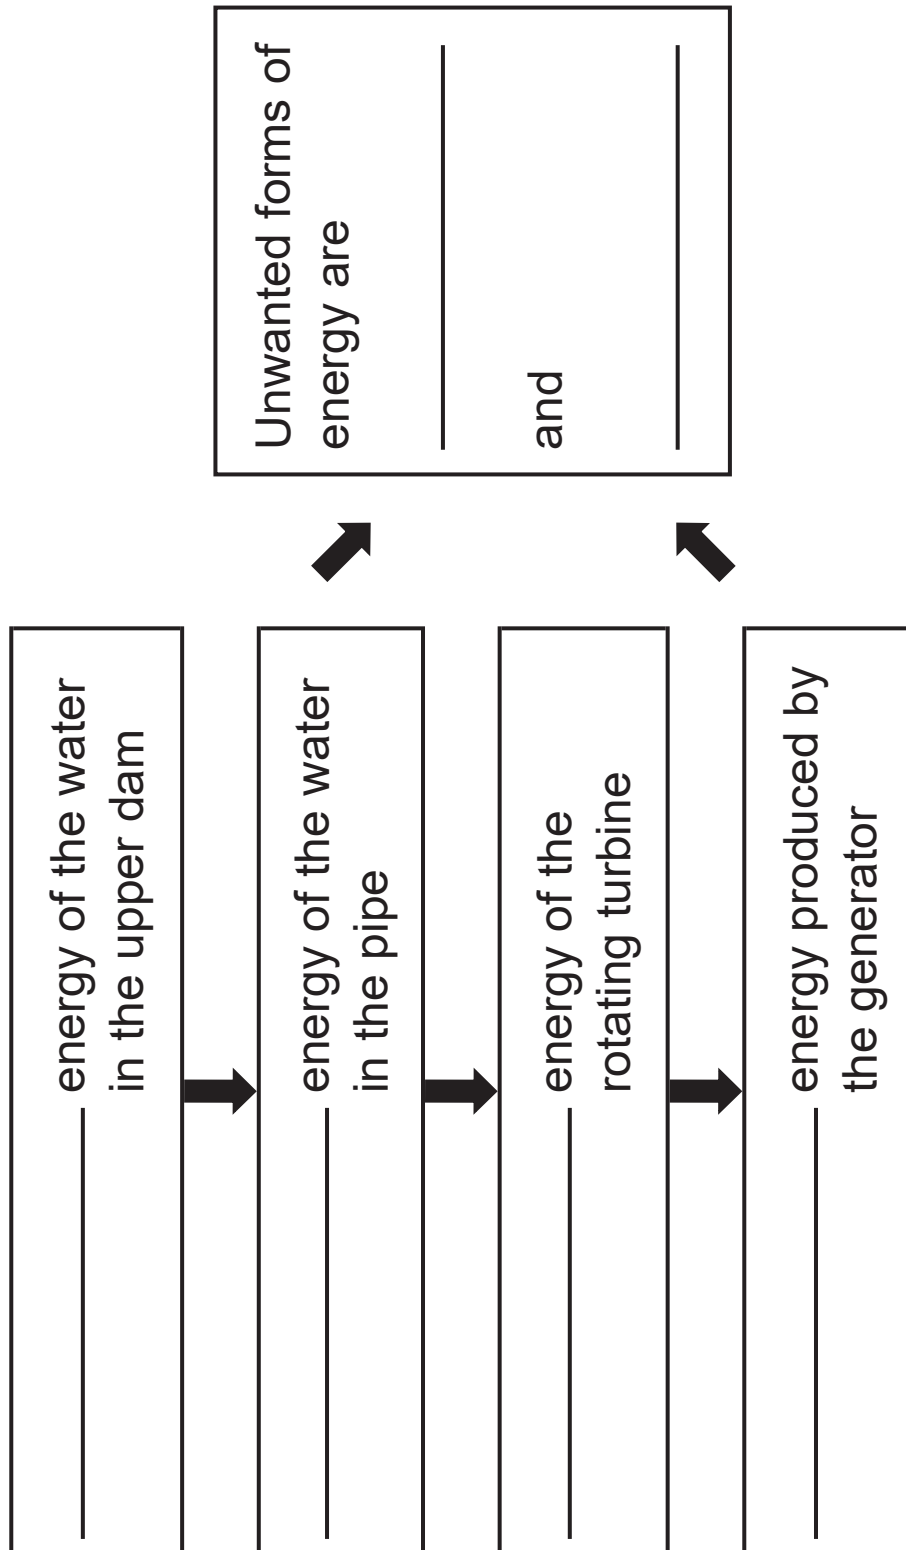 energy of the water
in the upper dam
energy of the water
in the pipe
energy of the
rotating turbine
energy produced by
the generator
Unwanted forms of
energy are
and